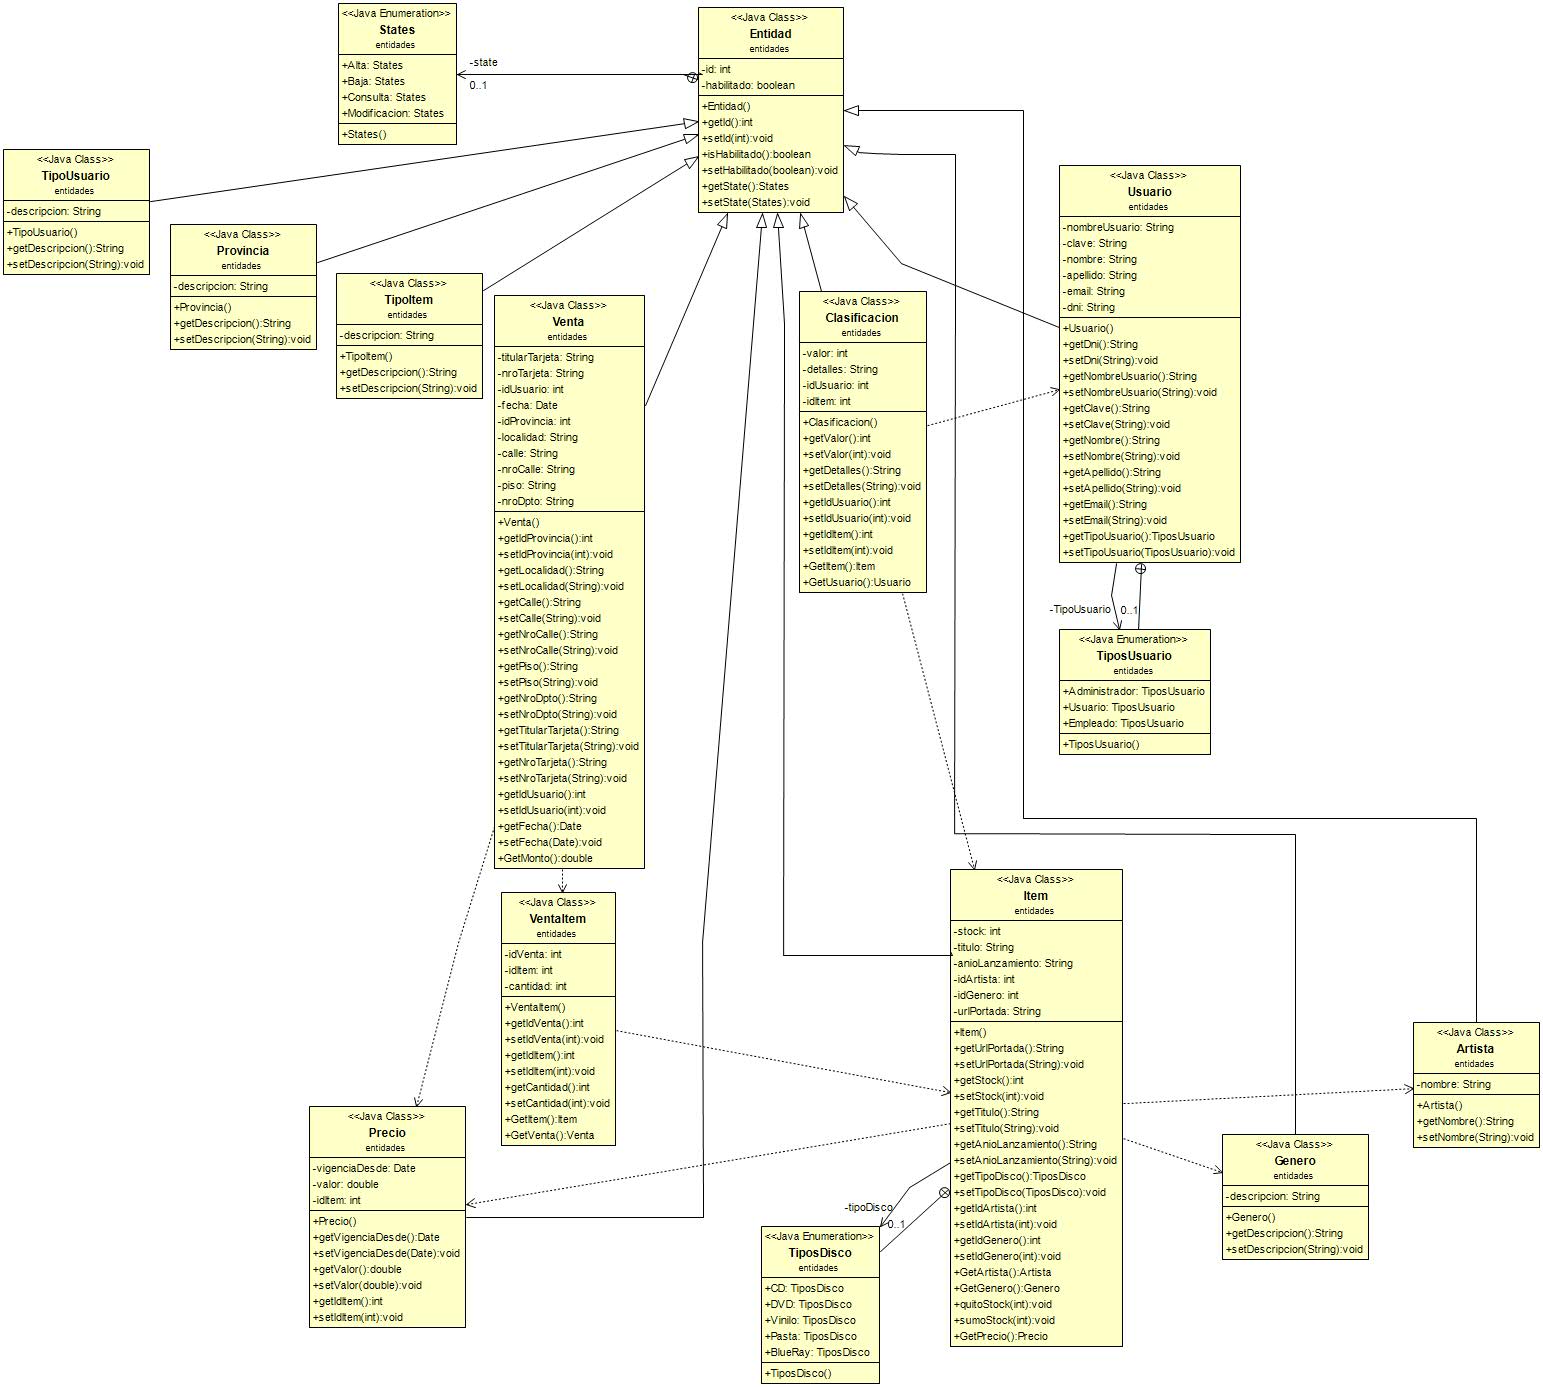 <<Java Enumeration>>
States
entidades
+Alta: States
+Baja: States
+Consulta: States
+Modificacion: States
+States()
-state
0..1
<<Java Class>>
Entidad
entidades
-id: int
-habilitado: boolean
+Entidad()
+getId():int
+setId(int):void
+isHabilitado():boolean
+setHabilitado(boolean):void
+getState():States
+setState(States):void
<<Java Class>>
TipoUsuario
entidades
-descripcion: String
+TipoUsuario()
+getDescripcion():String
+setDescripcion(String):void
<<Java Class>>
Provincia
entidades
-descripcion: String
+Provincia()
+getDescripcion():String
+setDescripcion(String):void
<<Java Class>>
TipoItem
entidades
-descripcion: String
+TipoItem()
+getDescripcion():String
+setDescripcion(String):void
<<Java Class>>
Venta
entidades
-titularTarjeta: String
-nroTarjeta: String
-idUsuario: int
-fecha: Date
-idProvincia: int
-localidad: String
-calle: String
-nroCalle: String
-piso: String
-nroDpto: String
+Venta()
+getIdProvincia():int
+setIdProvincia(int):void
+getLocalidad():String
+setLocalidad(String):void
+getCalle():String
+setCalle(String):void
+getNroCalle():String
+setNroCalle(String):void
+getPiso():String
+setPiso(String):void
+getNroDpto():String
+setNroDpto(String):void
+getTitularTarjeta():String
+setTitularTarjeta(String):void
+getNroTarjeta():String
+setNroTarjeta(String):void
+getIdUsuario():int
+setIdUsuario(int):void
+getFecha():Date
+setFecha(Date):void
+GetMonto():double
<<Java Class>>
Clasificacion
entidades
-valor: int
-detalles: String
-idUsuario: int
-idItem: int
+Clasificacion()
+getValor():int
+setValor(int):void
+getDetalles():String
+setDetalles(String):void
+getIdUsuario():int
+setIdUsuario(int):void
+getIdItem():int
+setIdItem(int):void
+GetItem():Item
+GetUsuario():Usuario
<<Java Class>>
Usuario
entidades
-nombreUsuario: String
-clave: String
-nombre: String
-apellido: String
-email: String
-dni: String
+Usuario()
+getDni():String
+setDni(String):void
+getNombreUsuario():String
+setNombreUsuario(String):void
+getClave():String
+setClave(String):void
+getNombre():String
+setNombre(String):void
+getApellido():String
+setApellido(String):void
+getEmail():String
+setEmail(String):void
+getTipoUsuario():TiposUsuario
+setTipoUsuario(TiposUsuario):void
-TipoUsuario
0..1
<<Java Enumeration>>
TiposUsuario
entidades
+Administrador: TiposUsuario
+Usuario: TiposUsuario
+Empleado: TiposUsuario
+TiposUsuario()
<<Java Class>>
VentaItem
entidades
-idVenta: int
-idItem: int
-cantidad: int
+VentaItem()
+getIdVenta():int
+setIdVenta(int):void
+getIdItem():int
+setIdItem(int):void
+getCantidad():int
+setCantidad(int):void
+GetItem():Item
+GetVenta():Venta
<<Java Class>>
Item
entidades
-stock: int
-titulo: String
-anioLanzamiento: String
-idArtista: int
-idGenero: int
-urlPortada: String
+Item()
+getUrlPortada():String
+setUrlPortada(String):void
+getStock():int
+setStock(int):void
+getTitulo():String
+setTitulo(String):void
+getAnioLanzamiento():String
+setAnioLanzamiento(String):void
+getTipoDisco():TiposDisco
+setTipoDisco(TiposDisco):void
+getIdArtista():int
+setIdArtista(int):void
+getIdGenero():int
+setIdGenero(int):void
+GetArtista():Artista
+GetGenero():Genero
+quitoStock(int):void
+sumoStock(int):void
+GetPrecio():Precio
<<Java Class>>
Artista
entidades
-nombre: String
+Artista()
+getNombre():String
+setNombre(String):void
<<Java Class>>
Precio
entidades
-vigenciaDesde: Date
-valor: double
-idItem: int
+Precio()
+getVigenciaDesde():Date
+setVigenciaDesde(Date):void
+getValor():double
+setValor(double):void
+getIdItem():int
+setIdItem(int):void
<<Java Class>>
Genero
entidades
-descripcion: String
+Genero()
+getDescripcion():String
+setDescripcion(String):void
-tipoDisco
0..1
<<Java Enumeration>>
TiposDisco
entidades
+CD: TiposDisco
+DVD: TiposDisco
+Vinilo: TiposDisco
+Pasta: TiposDisco
+BlueRay: TiposDisco
+TiposDisco()